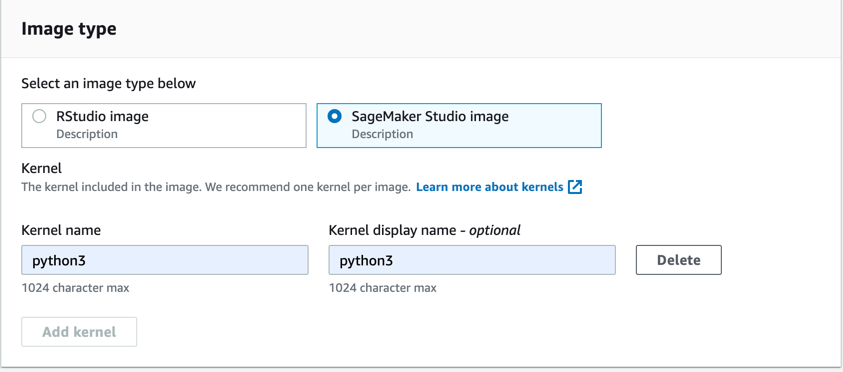 Image type
Select an image type below
RStudio image
Description
SageMaker Studio image
Description
Kernel
The kernel included in the image. We recommend one kernel per image. Learn more about kernels
Kernel name
Kernel display name - optional
python3
python3
Delete
1024 character max
1024 character max
Add kernel